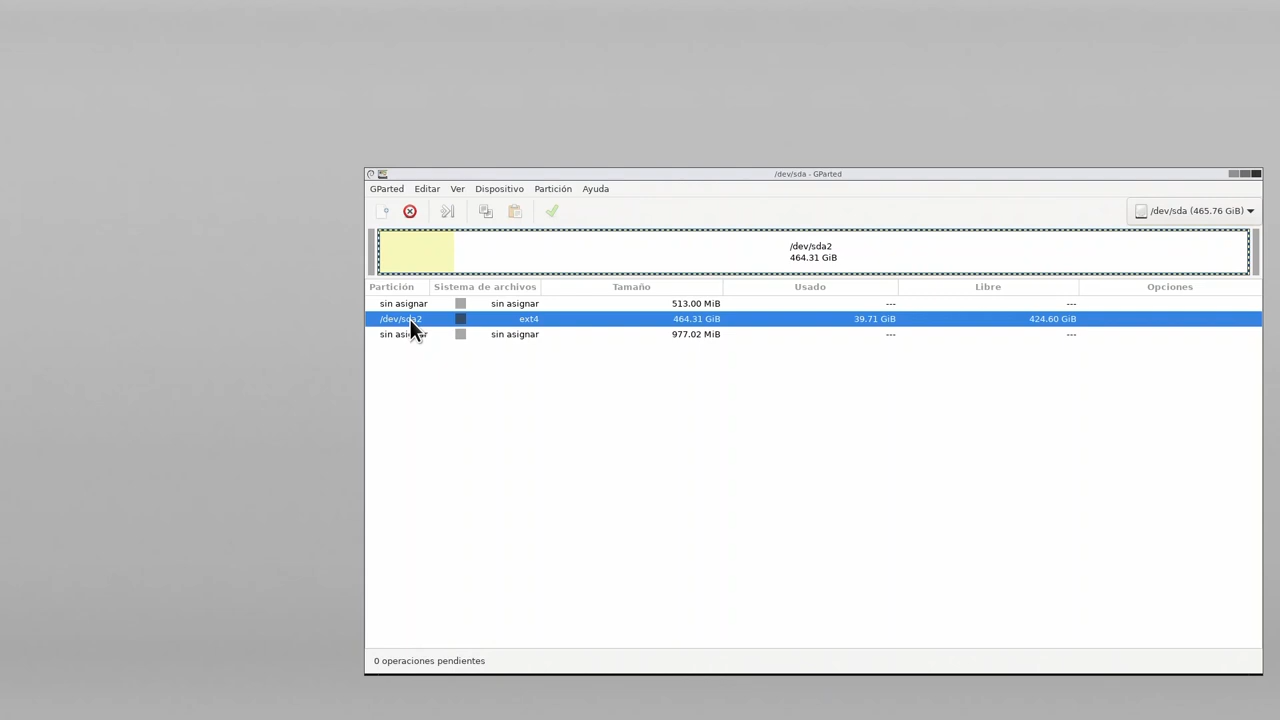 /dev/sda - GParted
GParted Editar Ver Dispositivo Partición Ayuda
/dev/sda (465.76 GiB)
/dev/sda2
464.31 GiB
Partición Sistema de archivos Tamaño Usado Libre Opciones
sin asignar sin asignar 513.00 MiB --- ---
/dev/sda2 ext4 464.31 GiB 39.71 GiB 424.60 GiB
sin asignar sin asignar 977.02 MiB --- ---
0 operaciones pendientes